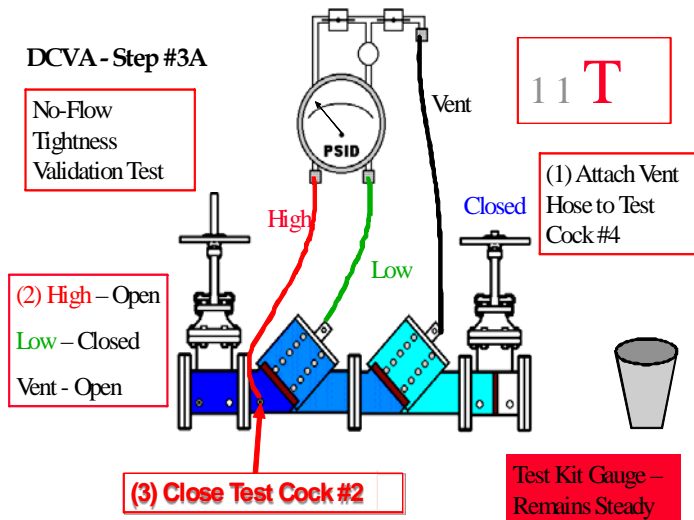 DCVA - Step #3A
No-Flow
Tightness
Validation Test
PSID
Vent
1 1 T
High
Low
Closed
(1) Attach Vent
Hose to Test
Cock #4
(2) High – Open
Low – Closed
Vent - Open
(3) Close Test Cock #2
Test Kit Gauge –
Remains Steady